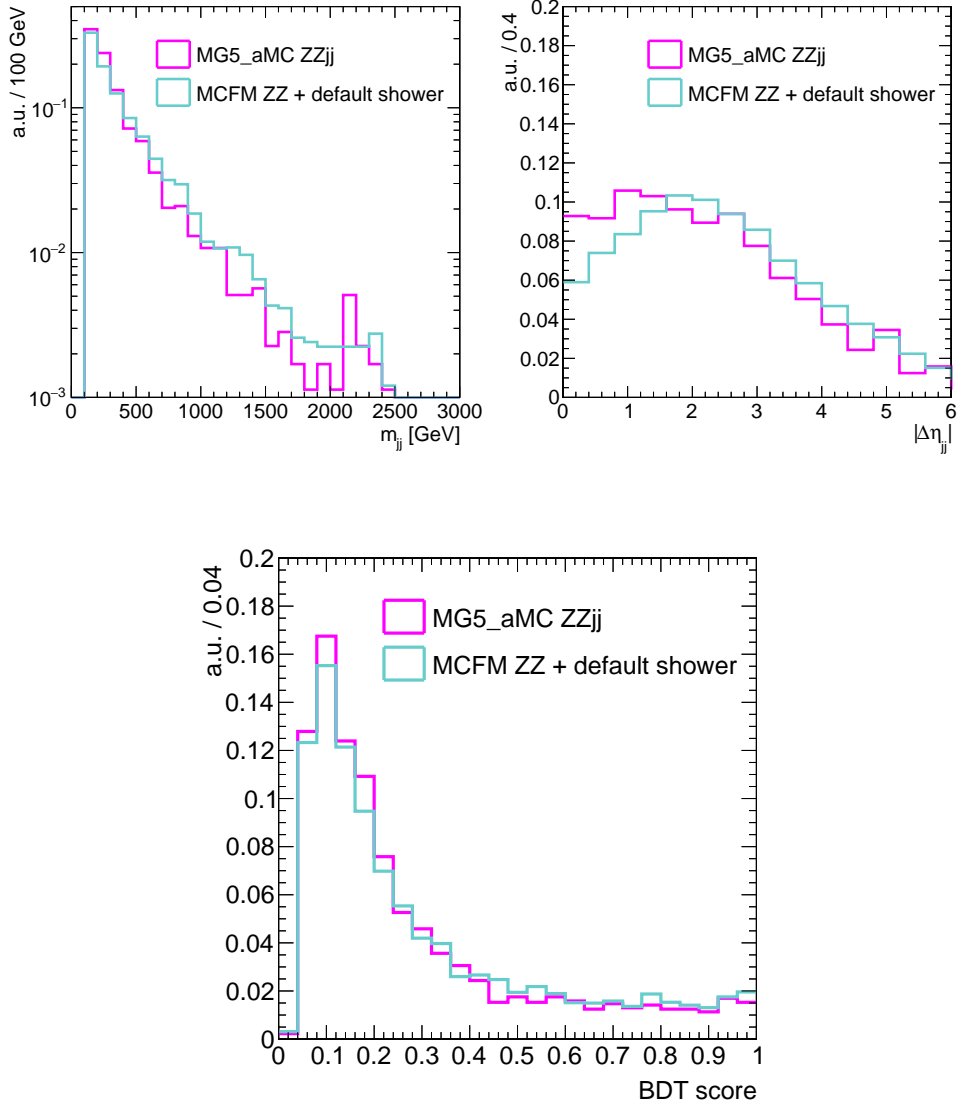 a.u. / 100 GeV
MG5_aMC ZZjj
MCFM ZZ + default shower
10⁻¹
10⁻²
10⁻³
0 500 1000 1500 2000 2500 3000
m_jj [GeV]
a.u. / 0.4
MG5_aMC ZZjj
MCFM ZZ + default shower
0.2
0.18
0.16
0.14
0.12
0.1
0.08
0.06
0.04
0.02
0
0 1 2 3 4 5 6
|Δη_jj|
a.u. / 0.04
MG5_aMC ZZjj
MCFM ZZ + default shower
0.2
0.18
0.16
0.14
0.12
0.1
0.08
0.06
0.04
0.02
0
0 0.1 0.2 0.3 0.4 0.5 0.6 0.7 0.8 0.9 1
BDT score